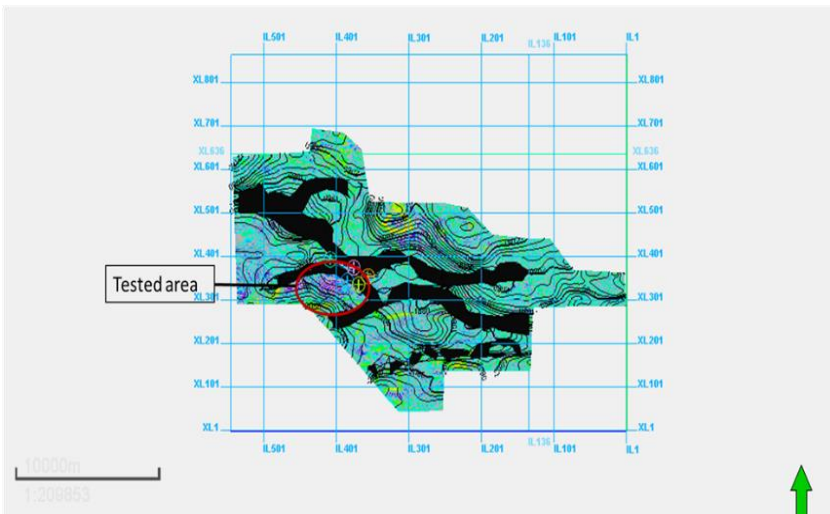 IL501 IL401 IL301 IL201 IL136 IL101 IL1
XL801 XL801
XL701 XL701
XL636 XL636
XL601 XL601
XL501 XL501
XL401 XL401
Tested area
XL301 XL301
XL201 XL201
XL101 XL101
XL1 XL1
IL501 IL401 IL301 IL201 IL136 IL101 IL1
10000m
1:209853